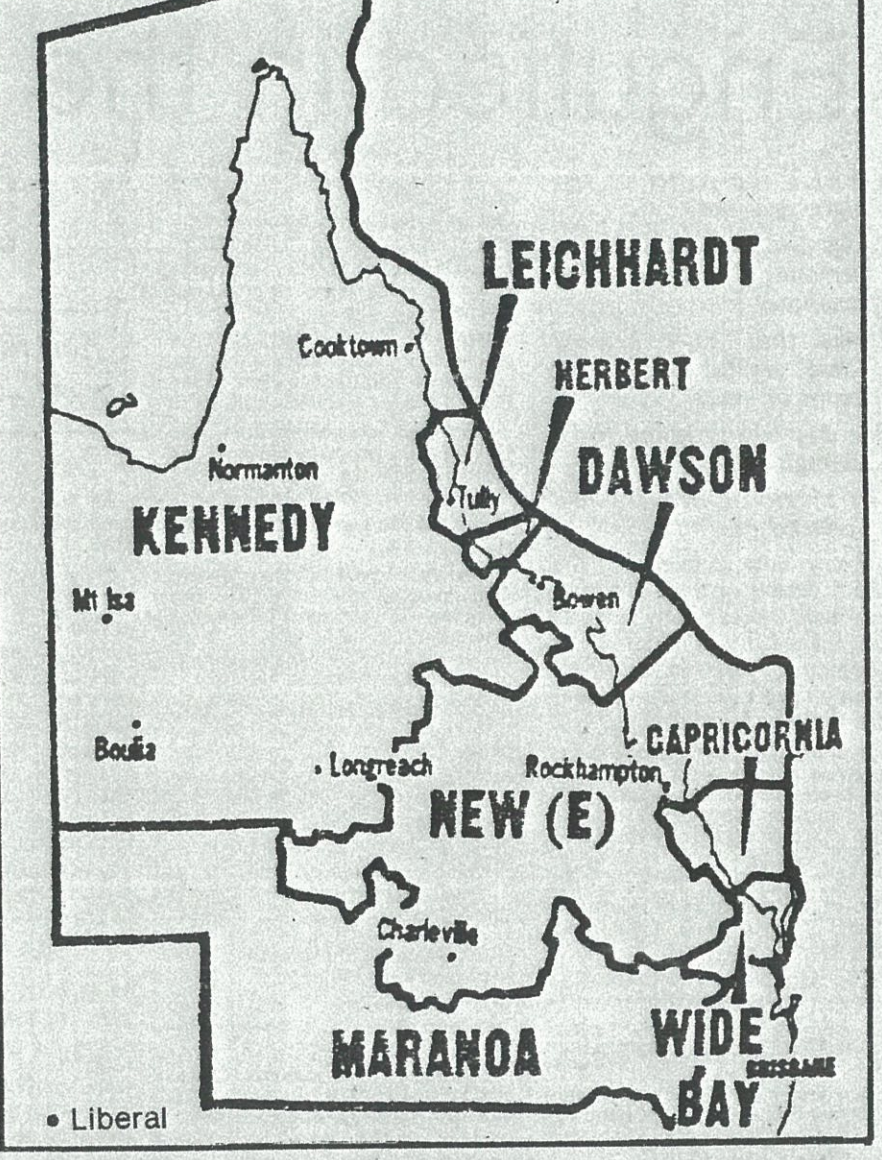 LEICHHARDT
Cooktown
HERBERT
DAWSON
Normanton
Tully
KENNEDY
Mt Isa
Bowen
Boulia
CAPRICORNIA
Longreach
Rockhampton
NEW (E)
Charleville
MARANOA
WIDE
BAY
BRISBANE
• Liberal